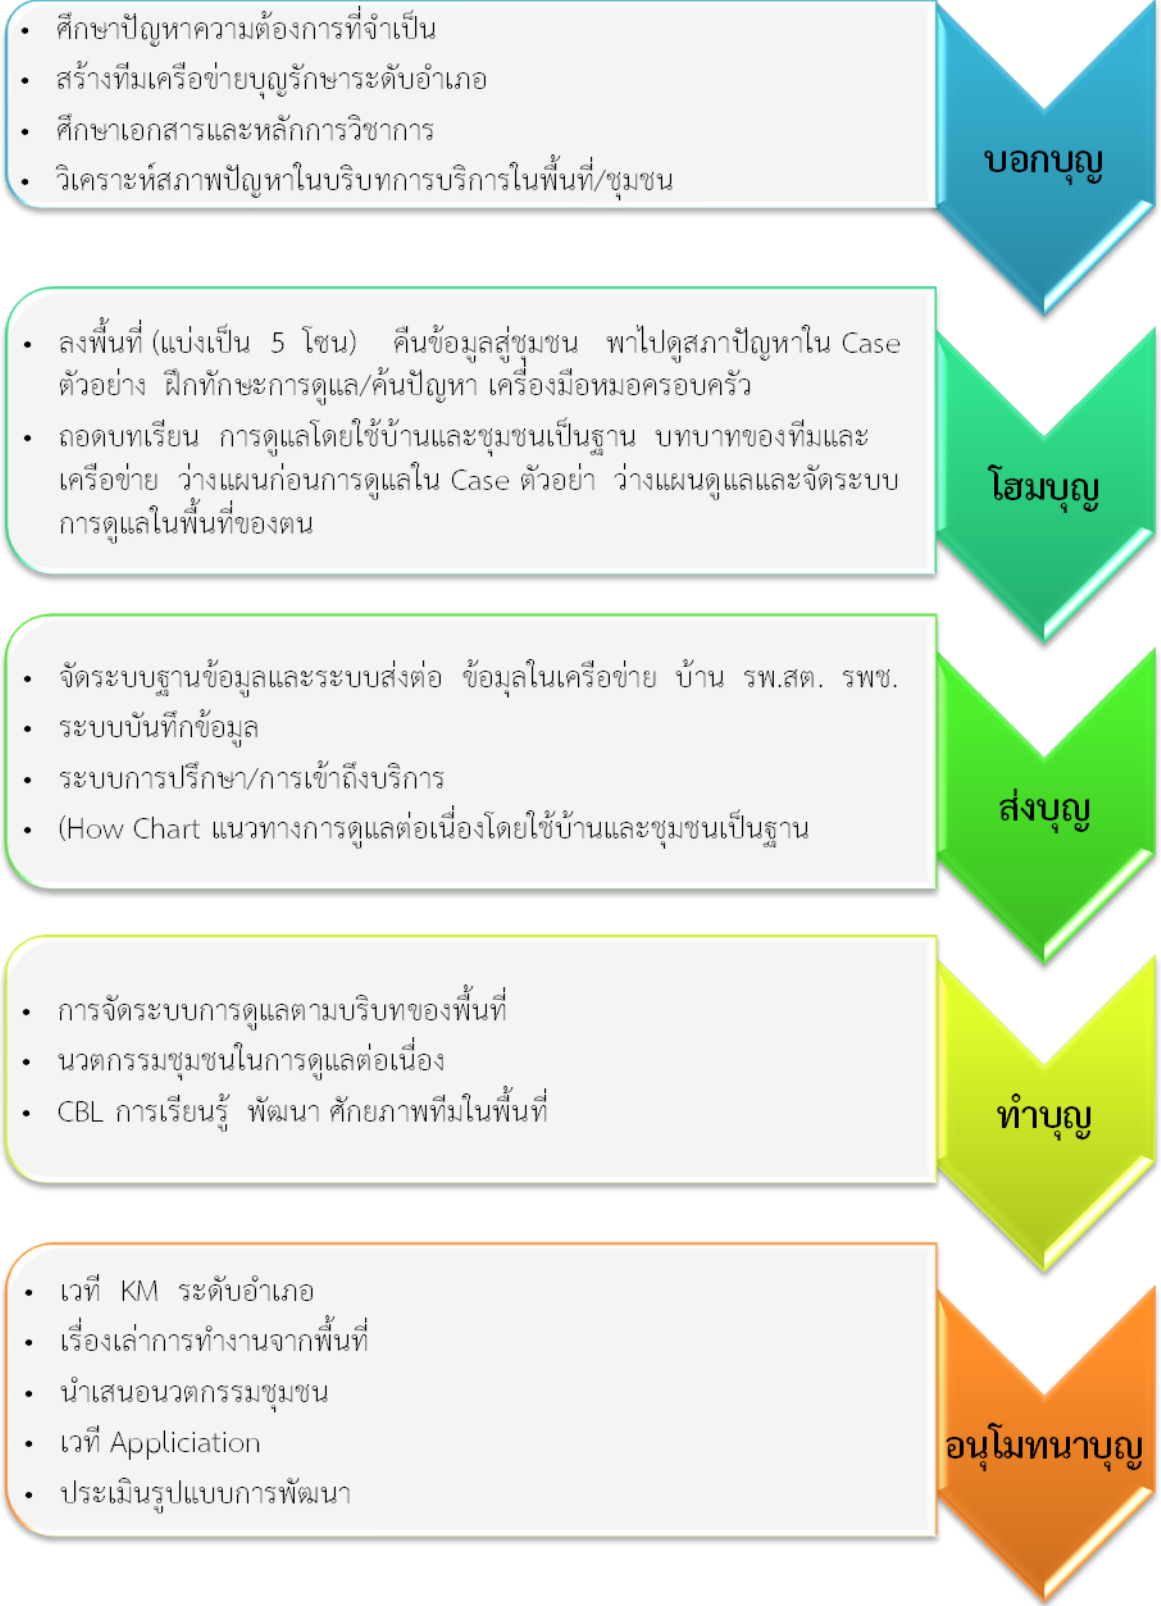 • ศึกษาปัญหาความต้องการที่จำเป็น
• สร้างทีมเครือข่ายบุญรักษาระดับอำเภอ
• ศึกษาเอกสารและหลักการวิชาการ
• วิเคราะห์สภาพปัญหาในบริบทการบริการในพื้นที่/ชุมชน
บอกบุญ
• ลงพื้นที่ (แบ่งเป็น 5 โซน) คืนข้อมูลสู่ชุมชน พาไปดูสภาปัญหาใน Case
ตัวอย่าง ฝึกทักษะการดูแล/ค้นปัญหา เครื่องมือหมอครอบครัว
• ถอดบทเรียน การดูแลโดยใช้บ้านและชุมชนเป็นฐาน บทบาทของทีมและ
เครือข่าย ว่างแผนก่อนการดูแลใน Case ตัวอย่า ว่างแผนดูแลและจัดระบบ
การดูแลในพื้นที่ของตน
โฮมบุญ
• จัดระบบฐานข้อมูลและระบบส่งต่อ ข้อมุลในเครือข่าย บ้าน รพ.สต. รพช.
• ระบบบันทึกข้อมูล
• ระบบการปรึกษา/การเข้าถึงบริการ
• (How Chart แนวทางการดูแลต่อเนื่องโดยใช้บ้านและชุมชนเป็นฐาน
ส่งบุญ
• การจัดระบบการดูแลตามบริบทของพื้นที่
• นวตกรรมชุมชนในการดูแลต่อเนื่อง
• CBL การเรียนรู้ พัฒนา ศักยภาพทีมในพื้นที่
ทำบุญ
• เวที KM ระดับอำเภอ
• เรื่องเล่าการทำงานจากพื้นที่
• นำเสนอนวตกรรมชุมชน
• เวที Appliciation
• ประเมินรูปแบบการพัฒนา
อนุโมทนาบุญ